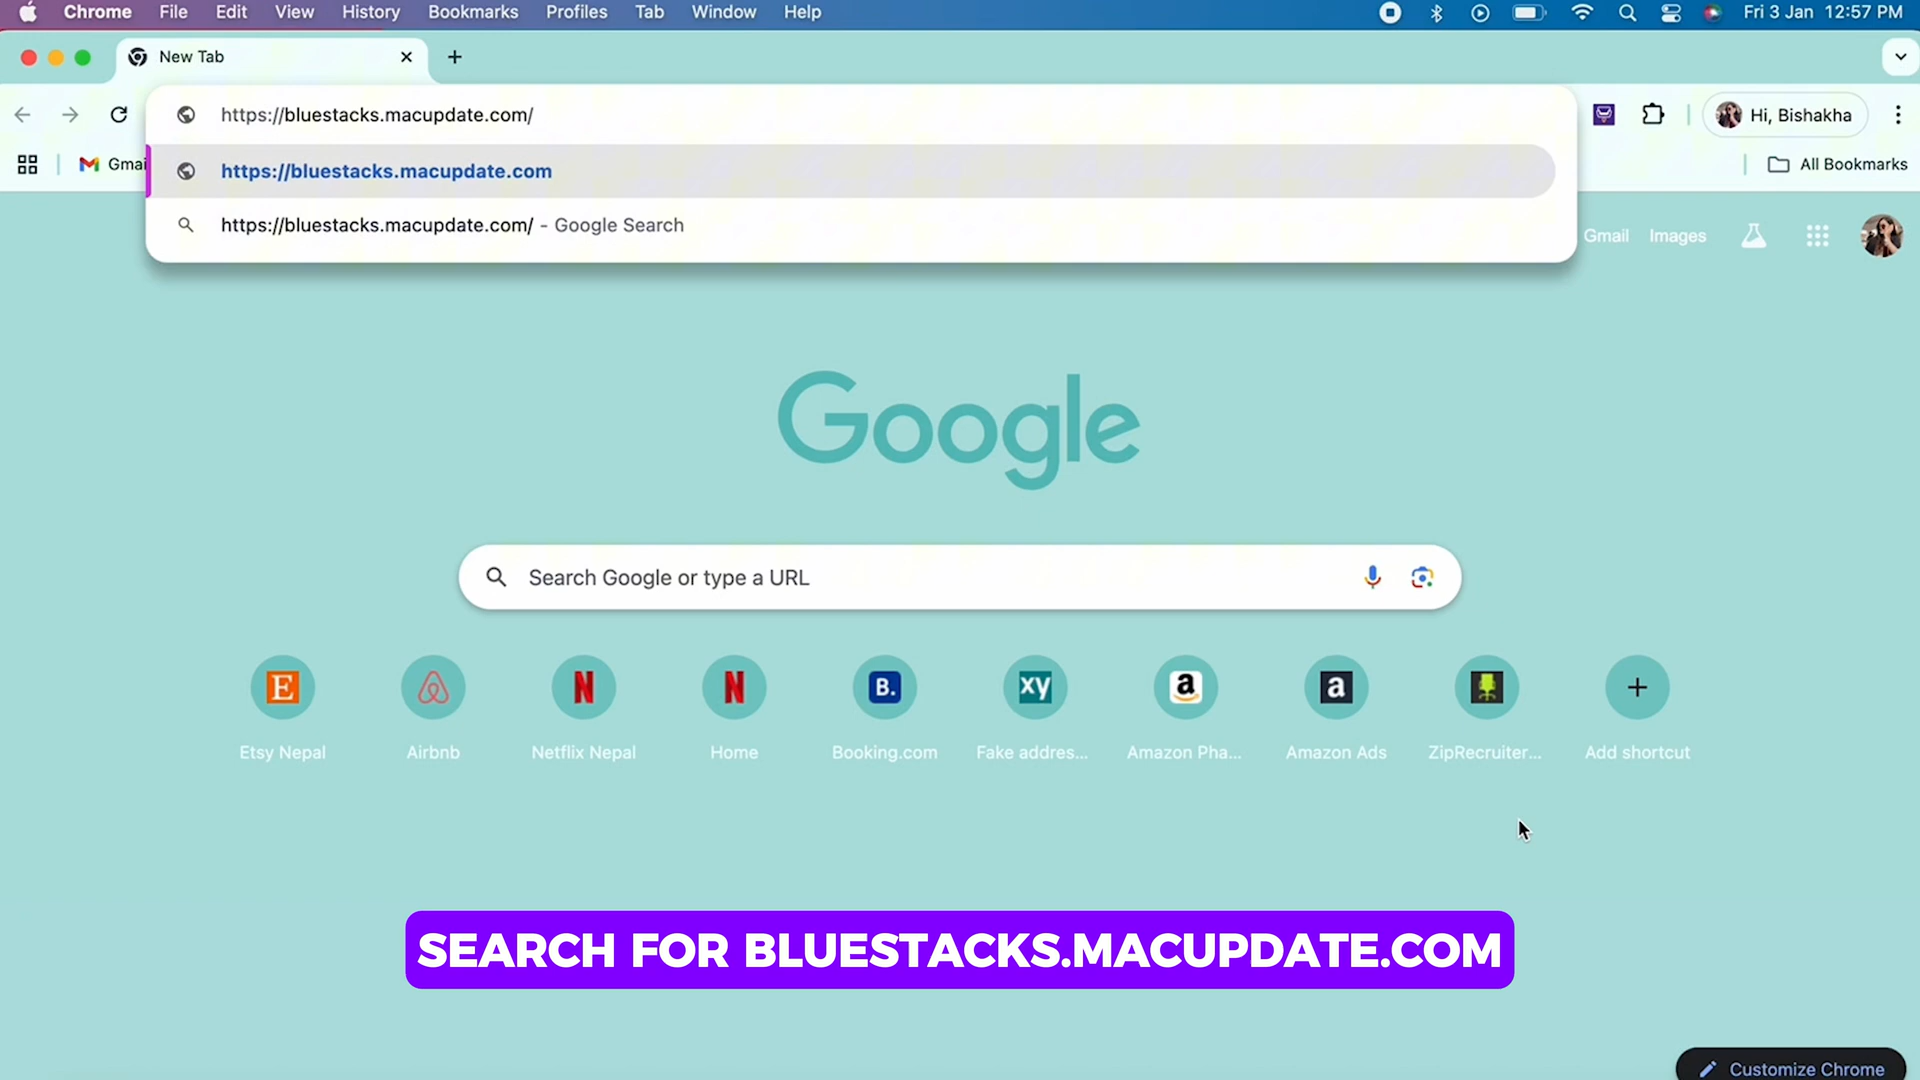 Chrome File Edit View History Bookmarks Profiles Tab Window Help Fri 3 Jan 12:57 PM
New Tab
https://bluestacks.macupdate.com/
Hi, Bishakha
Gmai
https://bluestacks.macupdate.com
All Bookmarks
https://bluestacks.macupdate.com/ - Google Search
Gmail Images
Google
Search Google or type a URL
E N N B. xy a a
Etsy Nepal Airbnb Netflix Nepal Home Booking.com Fake addres... Amazon Pha... Amazon Ads ZipRecruiter... Add shortcut
SEARCH FOR BLUESTACKS.MACUPDATE.COM
Customize Chrome